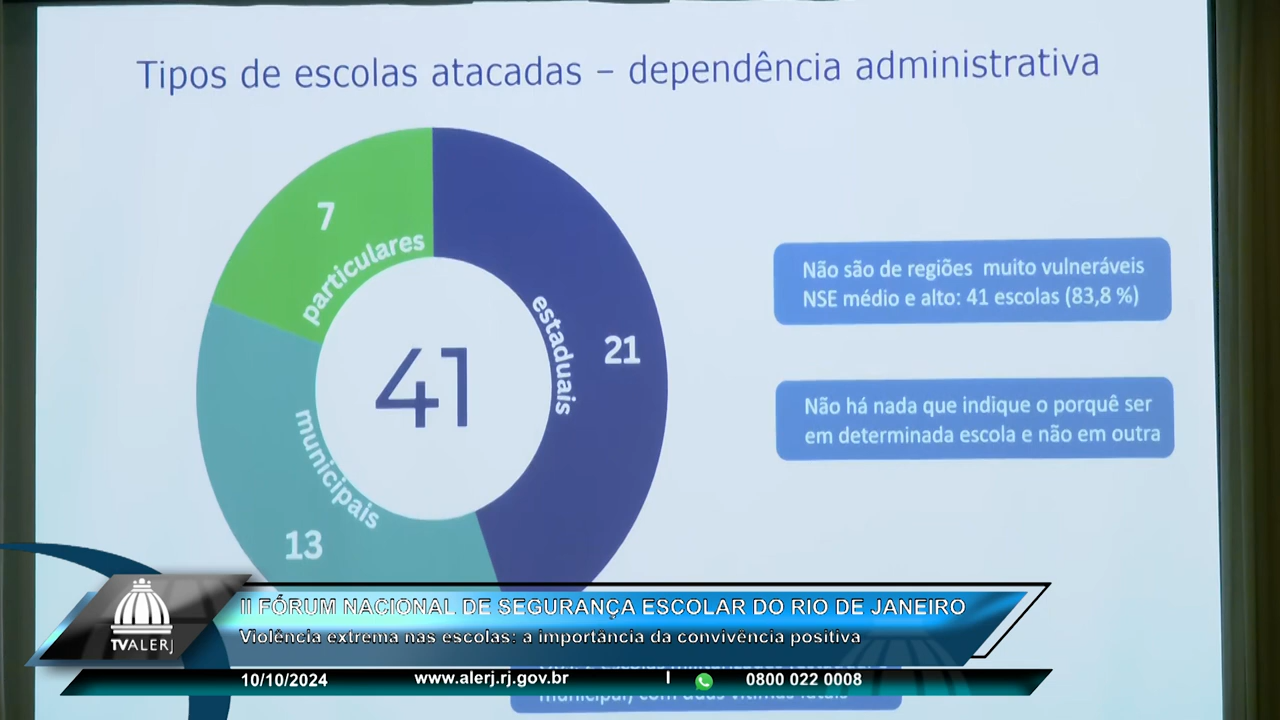 Tipos de escolas atacadas – dependência administrativa
7
particulares
estaduais
21
41
municipais
13
Não são de regiões muito vulneráveis
NSE médio e alto: 41 escolas (83,8 %)
Não há nada que indique o porquê ser
em determinada escola e não em outra
II FÓRUM NACIONAL DE SEGURANÇA ESCOLAR DO RIO DE JANEIRO
Violência extrema nas escolas: a importância da convivência positiva
TVALERJ
10/10/2024 www.alerj.rj.gov.br | 0800 022 0008